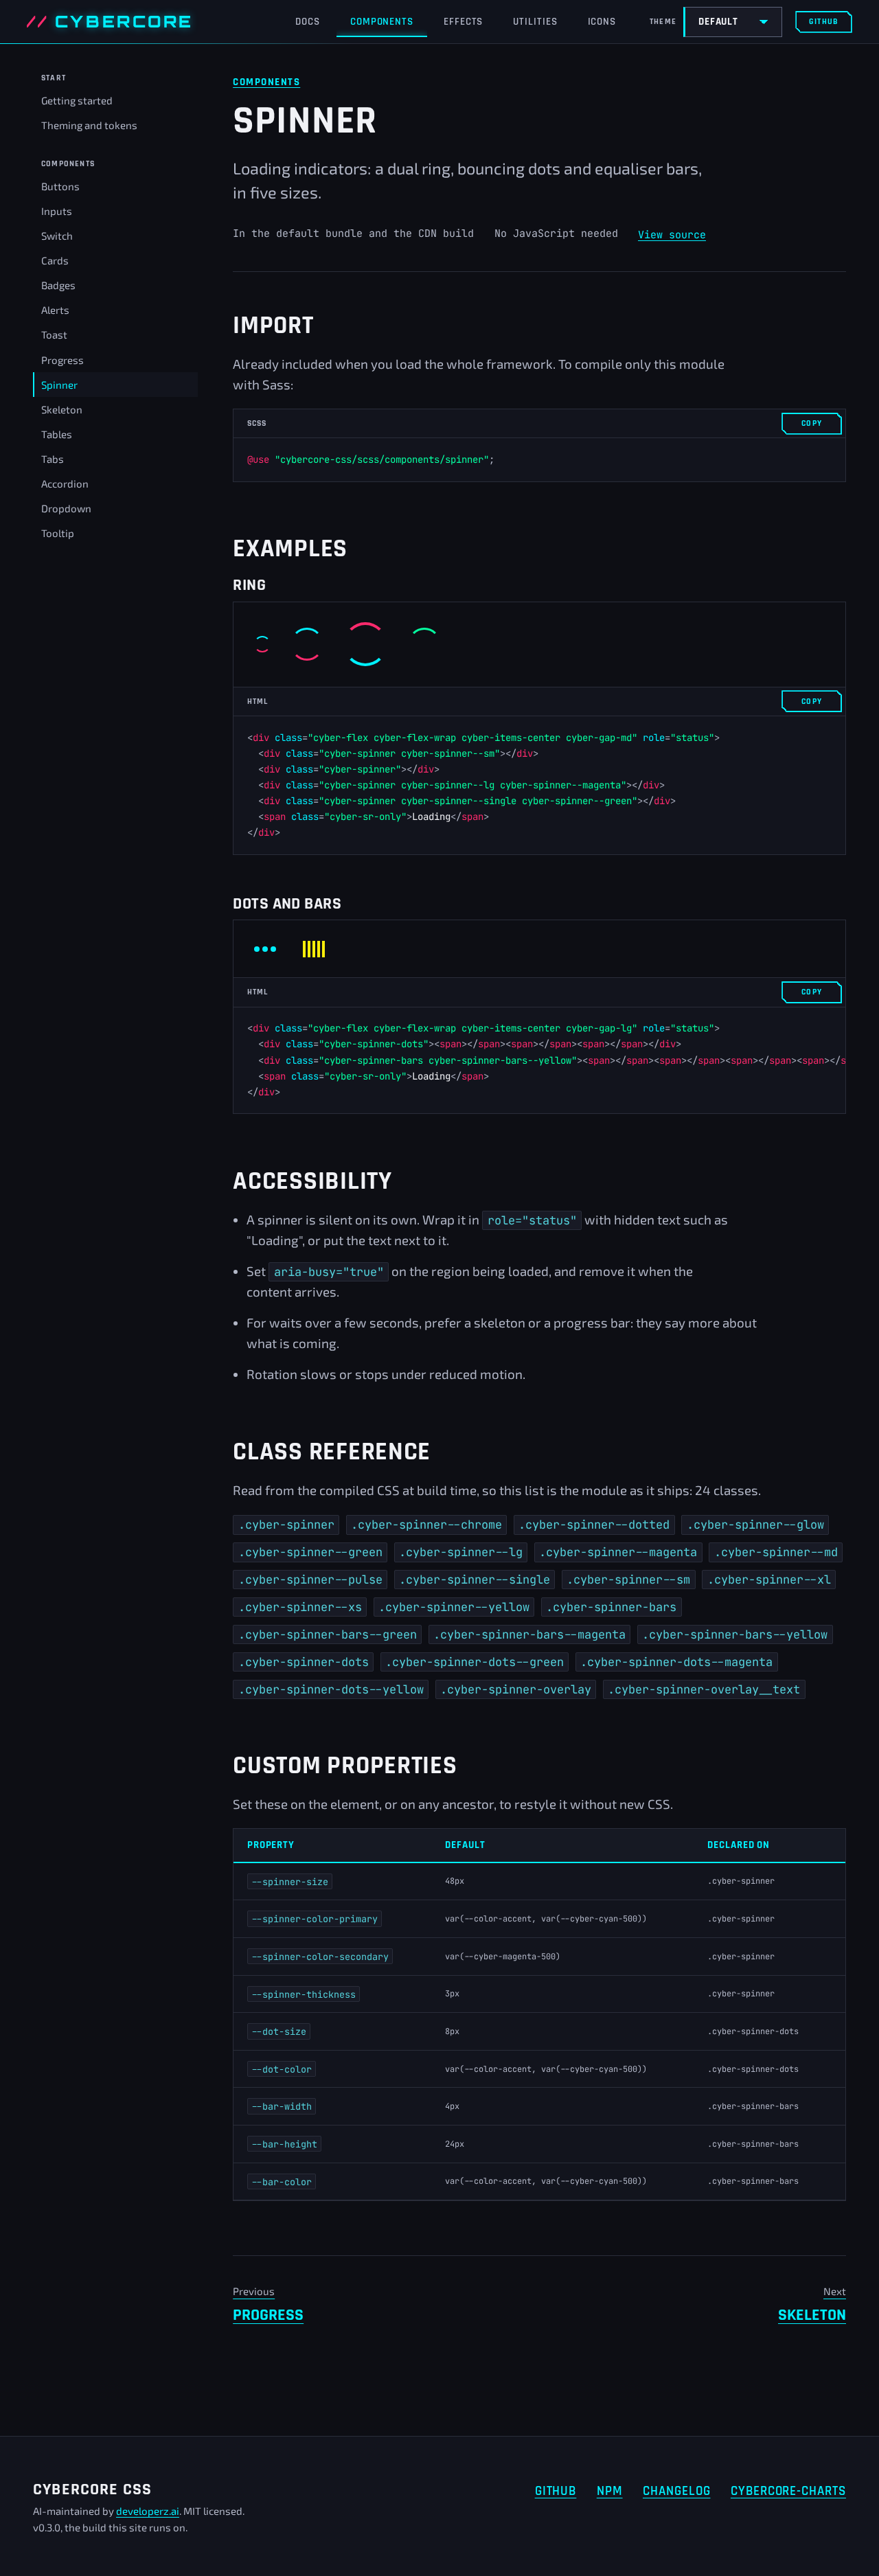 // CYBERCORE
DOCS
COMPONENTS
EFFECTS
UTILITIES
ICONS
THEME
DEFAULT
GITHUB
START
Getting started
Theming and tokens
COMPONENTS
Buttons
Inputs
Switch
Cards
Badges
Alerts
Toast
Progress
Spinner
Skeleton
Tables
Tabs
Accordion
Dropdown
Tooltip
COMPONENTS
SPINNER
Loading indicators: a dual ring, bouncing dots and equaliser bars,
in five sizes.
In the default bundle and the CDN build No JavaScript needed View source
IMPORT
Already included when you load the whole framework. To compile only this module
with Sass:
SCSS COPY
@use "cybercore-css/scss/components/spinner";
EXAMPLES
RING
HTML COPY
<div class="cyber-flex cyber-flex-wrap cyber-items-center cyber-gap-md" role="status">
<div class="cyber-spinner cyber-spinner--sm"></div>
<div class="cyber-spinner"></div>
<div class="cyber-spinner cyber-spinner--lg cyber-spinner--magenta"></div>
<div class="cyber-spinner cyber-spinner--single cyber-spinner--green"></div>
<span class="cyber-sr-only">Loading</span>
</div>
DOTS AND BARS
HTML COPY
<div class="cyber-flex cyber-flex-wrap cyber-items-center cyber-gap-lg" role="status">
<div class="cyber-spinner-dots"><span></span><span></span><span></span></div>
<div class="cyber-spinner-bars cyber-spinner-bars--yellow"><span></span><span></span><span></span><span></s
<span class="cyber-sr-only">Loading</span>
</div>
ACCESSIBILITY
• A spinner is silent on its own. Wrap it in role="status" with hidden text such as
"Loading", or put the text next to it.
• Set aria-busy="true" on the region being loaded, and remove it when the
content arrives.
• For waits over a few seconds, prefer a skeleton or a progress bar: they say more about
what is coming.
• Rotation slows or stops under reduced motion.
CLASS REFERENCE
Read from the compiled CSS at build time, so this list is the module as it ships: 24 classes.
.cyber-spinner .cyber-spinner--chrome .cyber-spinner--dotted .cyber-spinner--glow
.cyber-spinner--green .cyber-spinner--lg .cyber-spinner--magenta .cyber-spinner--md
.cyber-spinner--pulse .cyber-spinner--single .cyber-spinner--sm .cyber-spinner--xl
.cyber-spinner--xs .cyber-spinner--yellow .cyber-spinner-bars
.cyber-spinner-bars--green .cyber-spinner-bars--magenta .cyber-spinner-bars--yellow
.cyber-spinner-dots .cyber-spinner-dots--green .cyber-spinner-dots--magenta
.cyber-spinner-dots--yellow .cyber-spinner-overlay .cyber-spinner-overlay__text
CUSTOM PROPERTIES
Set these on the element, or on any ancestor, to restyle it without new CSS.
PROPERTY DEFAULT DECLARED ON
--spinner-size 48px .cyber-spinner
--spinner-color-primary var(--color-accent, var(--cyber-cyan-500)) .cyber-spinner
--spinner-color-secondary var(--cyber-magenta-500) .cyber-spinner
--spinner-thickness 3px .cyber-spinner
--dot-size 8px .cyber-spinner-dots
--dot-color var(--color-accent, var(--cyber-cyan-500)) .cyber-spinner-dots
--bar-width 4px .cyber-spinner-bars
--bar-height 24px .cyber-spinner-bars
--bar-color var(--color-accent, var(--cyber-cyan-500)) .cyber-spinner-bars
Previous
PROGRESS
Next
SKELETON
CYBERCORE CSS
AI-maintained by developerz.ai. MIT licensed.
v0.3.0, the build this site runs on.
GITHUB NPM CHANGELOG CYBERCORE-CHARTS